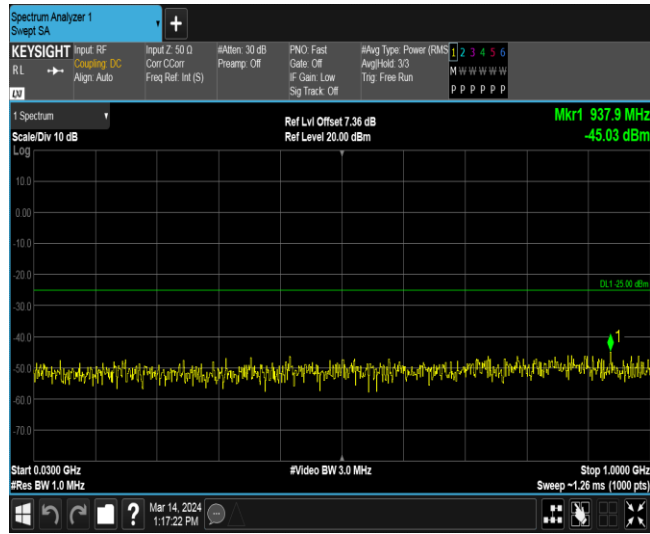 Spectrum Analyzer 1
Swept SA
+
KEYSIGHT
RL
LXI
Input: RF
Coupling: DC
Align: Auto
Input Z: 50 Ω
Corr CCorr
Freq Ref: Int (S)
#Atten: 30 dB
Preamp: Off
PNO: Fast
Gate: Off
IF Gain: Low
Sig Track: Off
#Avg Type: Power (RMS
Avg|Hold: 3/3
Trig: Free Run
1 2 3 4 5 6
M W W W W W
P P P P P P
1 Spectrum
Scale/Div 10 dB
Log
Ref Lvl Offset 7.36 dB
Ref Level 20.00 dBm
Mkr1 937.9 MHz
-45.03 dBm
10.0
0.00
-10.0
-20.0
DL1 -25.00 dBm
-30.0
-40.0
1
-50.0
-60.0
-70.0
Start 0.0300 GHz
#Res BW 1.0 MHz
#Video BW 3.0 MHz
Stop 1.0000 GHz
Sweep ~1.26 ms (1000 pts)
?
Mar 14, 2024
1:17:22 PM